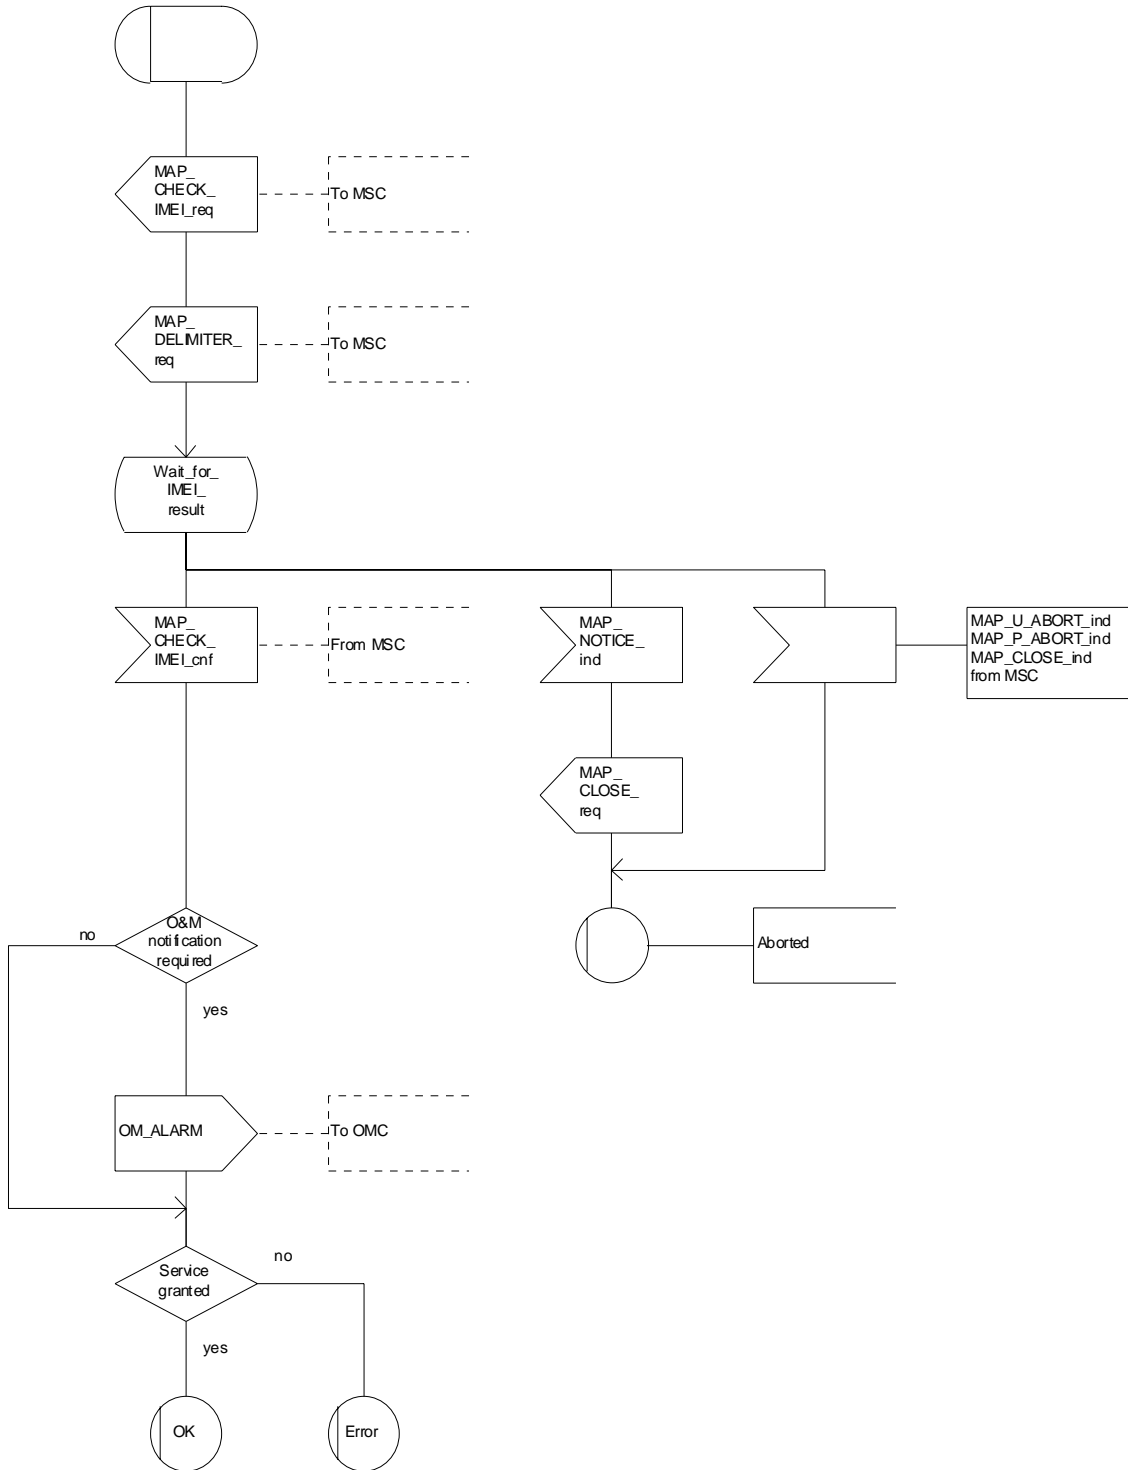 MAP_
CHECK_
IMEI_req
To MSC
MAP_
DELIMITER_
req
To MSC
Wait_for_
IMEI_
result
MAP_
CHECK_
IMEI_cnf
From MSC
MAP_
NOTICE_
ind
MAP_U_ABORT_ind
MAP_P_ABORT_ind
MAP_CLOSE_ind
from MSC
MAP_
CLOSE_
req
no
O&M
notification
required
Aborted
yes
OM_ALARM
To OMC
no
Service
granted
yes
OK
Error